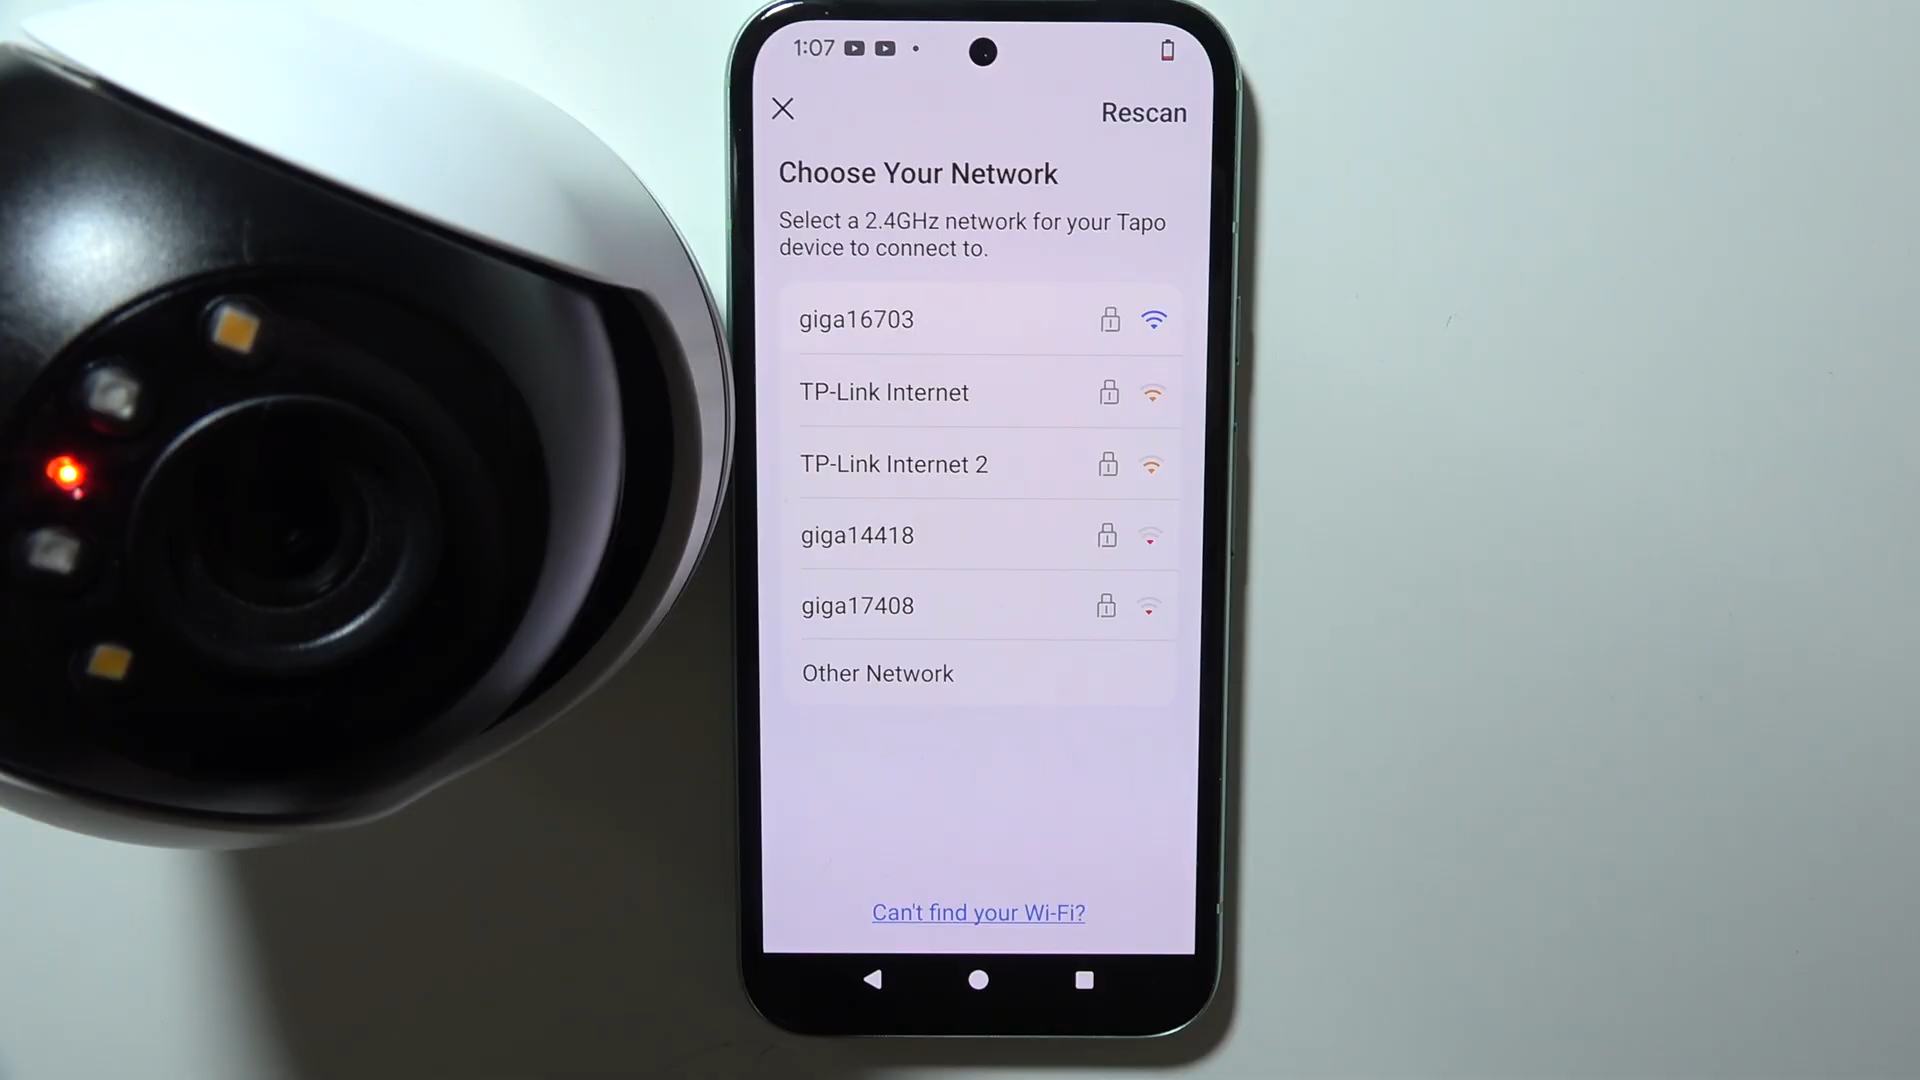 1:07
Rescan
Choose Your Network
Select a 2.4GHz network for your Tapo
device to connect to.
giga16703
TP-Link Internet
TP-Link Internet 2
giga14418
giga17408
Other Network
Can't find your Wi-Fi?